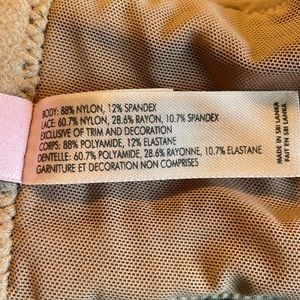 BODY: 88% NYLON, 12% SPANDEX
LACE: 60.7% NYLON, 28.6% RAYON, 10.7% SPANDEX
EXCLUSIVE OF TRIM AND DECORATION
CORPS: 88% POLYAMIDE, 12% ELASTANE
DENTELLE: 60.7% POLYAMIDE, 28.6% RAYONNE, 10.7% ELASTANE
GARNITURE ET DECORATION NON COMPRISES
MADE IN SRI LANKA
FAIT EN SRI LANKA